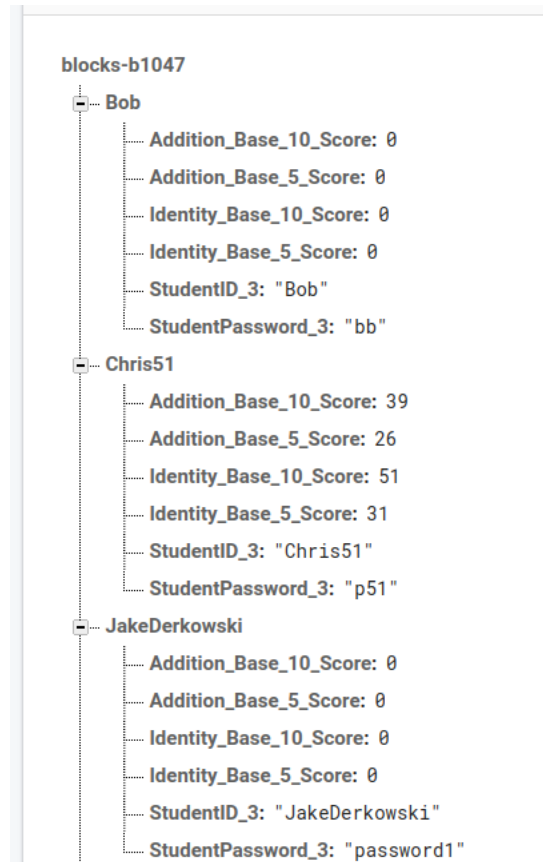 blocks-b1047
Bob
Addition_Base_10_Score: 0
Addition_Base_5_Score: 0
Identity_Base_10_Score: 0
Identity_Base_5_Score: 0
StudentID_3: "Bob"
StudentPassword_3: "bb"
Chris51
Addition_Base_10_Score: 39
Addition_Base_5_Score: 26
Identity_Base_10_Score: 51
Identity_Base_5_Score: 31
StudentID_3: "Chris51"
StudentPassword_3: "p51"
JakeDerkowski
Addition_Base_10_Score: 0
Addition_Base_5_Score: 0
Identity_Base_10_Score: 0
Identity_Base_5_Score: 0
StudentID_3: "JakeDerkowski"
StudentPassword_3: "password1"